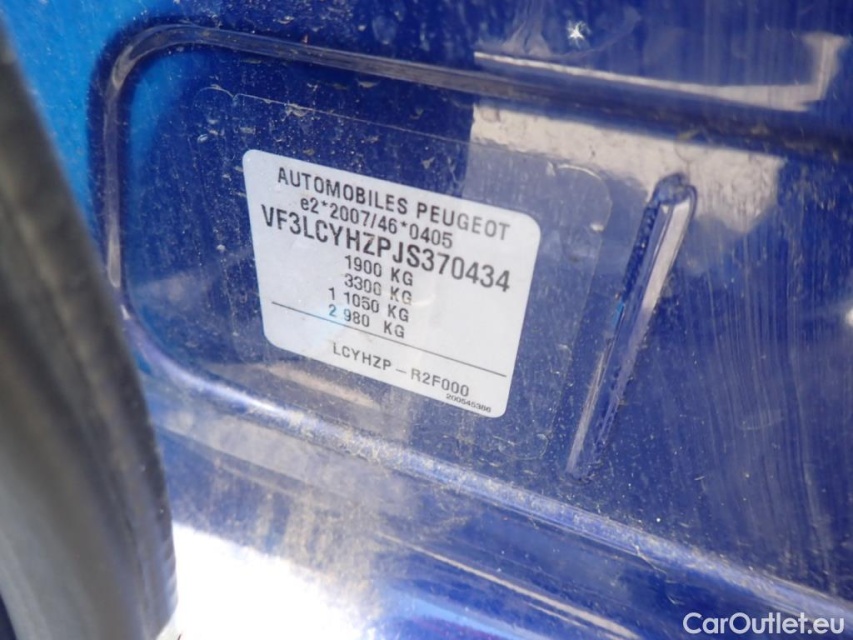 AUTOMOBILES PEUGEOT
e2*2007/46*0405
VF3LCYHZPJS370434
1900 KG
3300 KG
1 1050 KG
2 980 KG
LCYHZP-R2F000
200545366
CarOutlet.eu